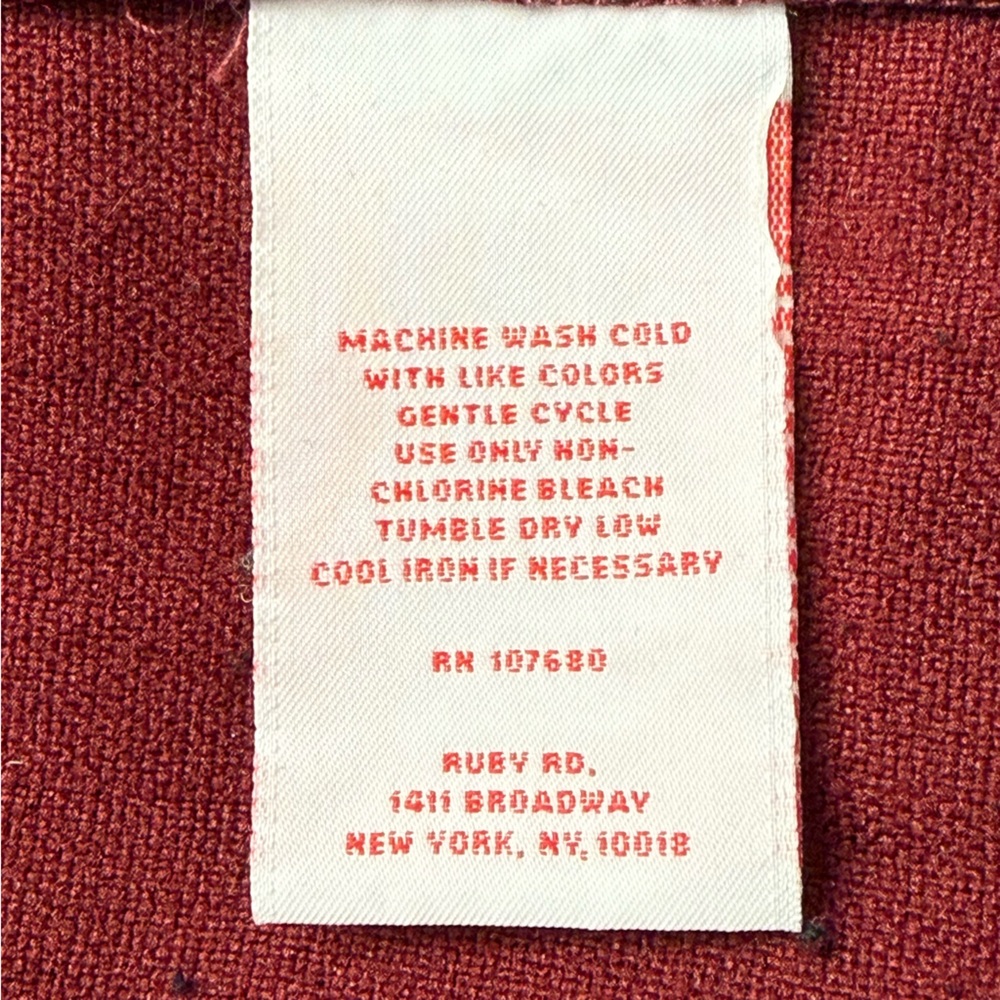 MACHINE WASH COLD
WITH LIKE COLORS
GENTLE CYCLE
USE ONLY NON-
CHLORINE BLEACH
TUMBLE DRY LOW
COOL IRON IF NECESSARY
RN 107680
RUBY RD.
1411 BROADWAY
NEW YORK, NY, 10018